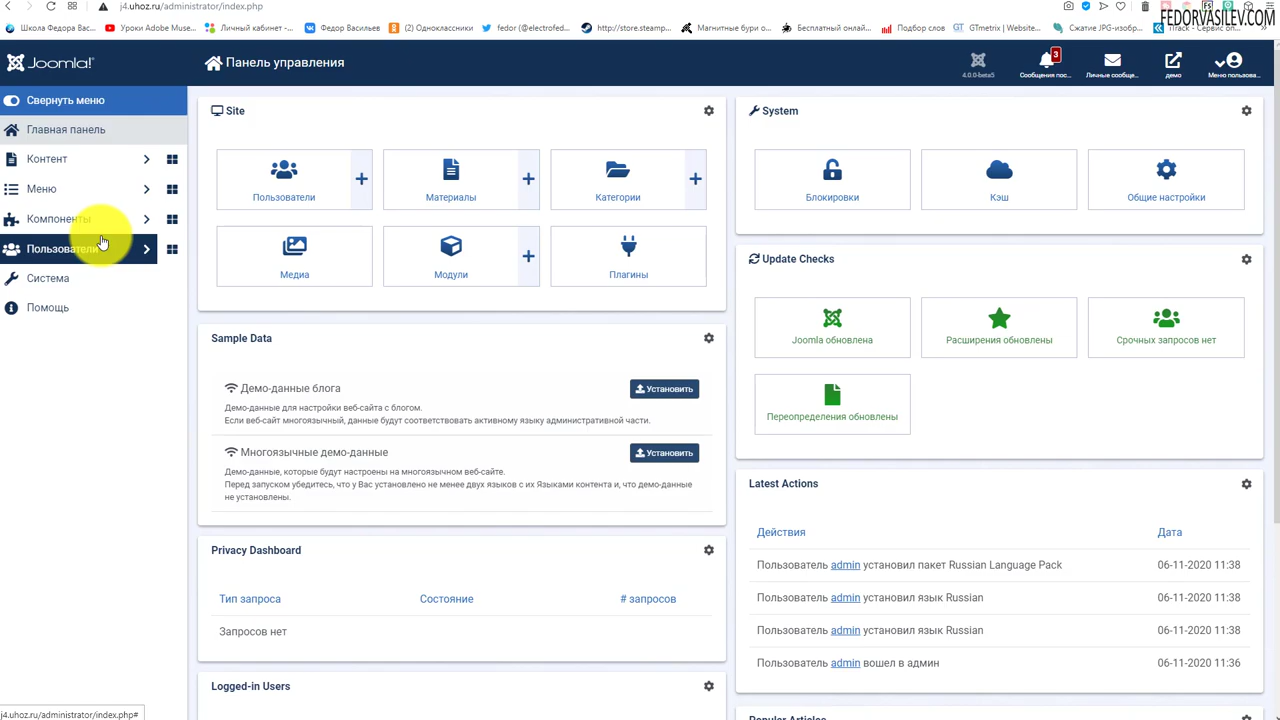 j4.uhoz.ru/administrator/index.php
FEDORVASILEV.COM
Школа Федора Вас...
Уроки Adobe Muse...
Личный кабинет -...
Федор Васильев
(2) Одноклассники
fedor (@electrofed...
http://store.steamp...
Магнитные бури о...
Бесплатный онлай...
Подбор слов
GTmetrix | Website...
Сжатие JPG-изобр...
iTrack - Сервис оп...
Joomla!
Панель управления
4.0.0-beta5
3
Сообщения пос...
Личные сообще...
демо
Меню пользова...
Свернуть меню
Главная панель
Контент
Меню
Компоненты
Пользователи
Система
Помощь
Site
Пользователи
Материалы
Категории
Медиа
Модули
Плагины
Sample Data
Демо-данные блога
Установить
Демо-данные для настройки веб-сайта с блогом.
Если веб-сайт многоязычный, данные будут соответствовать активному языку административной части.
Многоязычные демо-данные
Установить
Демо-данные, которые будут настроены на многоязычном веб-сайте.
Перед запуском убедитесь, что у Вас установлено не менее двух языков с их Языками контента и, что демо-данные
не установлены.
Privacy Dashboard
Тип запроса Состояние # запросов
Запросов нет
Logged-in Users
System
Блокировки
Кэш
Общие настройки
Update Checks
Joomla обновлена
Расширения обновлены
Срочных запросов нет
Переопределения обновлены
Latest Actions
Действия Дата
Пользователь admin установил пакет Russian Language Pack 06-11-2020 11:38
Пользователь admin установил язык Russian 06-11-2020 11:38
Пользователь admin установил язык Russian 06-11-2020 11:38
Пользователь admin вошел в админ 06-11-2020 11:36
Popular Articles
j4.uhoz.ru/administrator/index.php#